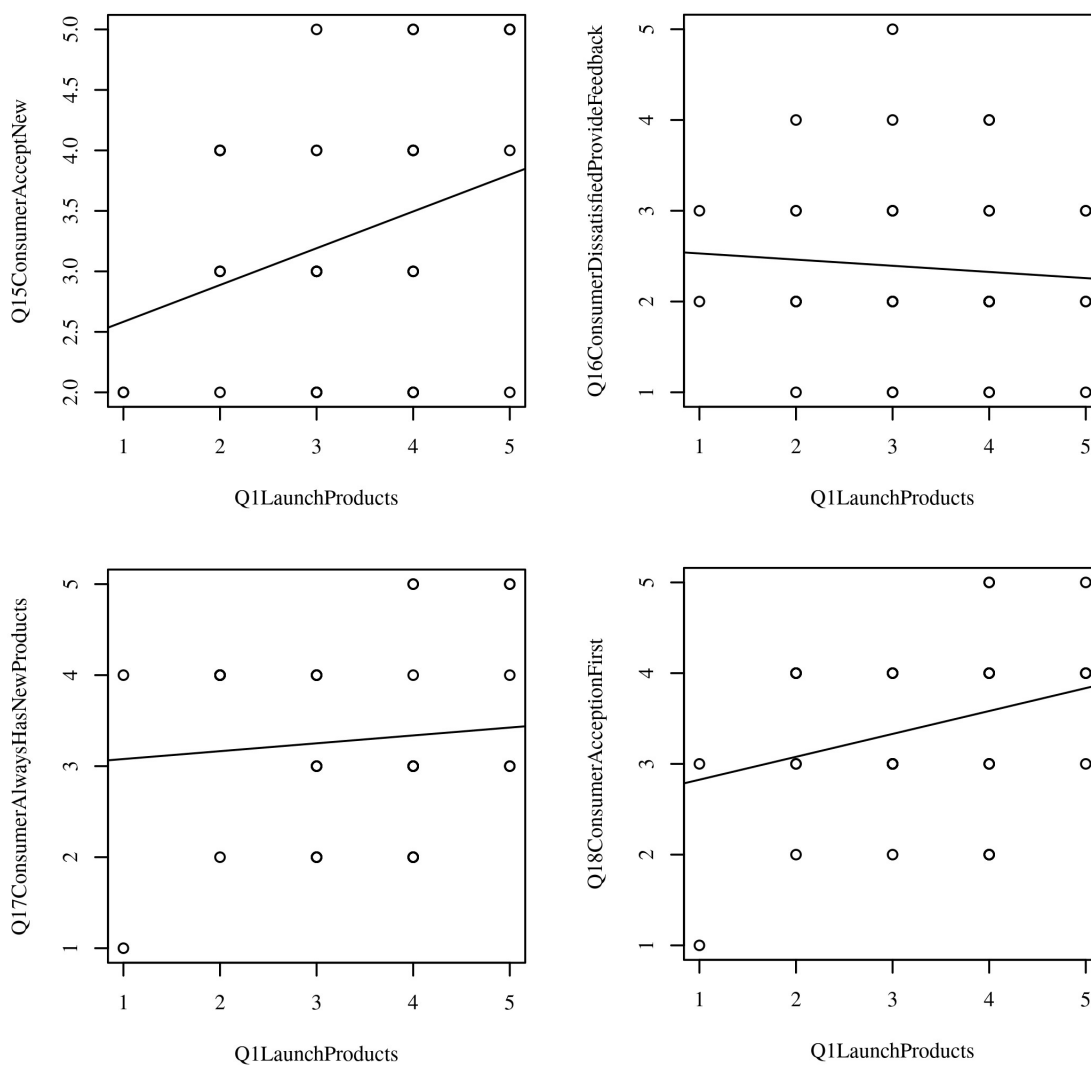 Q15ConsumerAcceptNew
5.0
4.5
4.0
3.5
3.0
2.5
2.0
1 2 3 4 5
Q1LaunchProducts
Q16ConsumerDissatisfiedProvideFeedback
5
4
3
2
1
1 2 3 4 5
Q1LaunchProducts
Q17ConsumerAlwaysHasNewProducts
5
4
3
2
1
1 2 3 4 5
Q1LaunchProducts
Q18ConsumerAcceptionFirst
5
4
3
2
1
1 2 3 4 5
Q1LaunchProducts